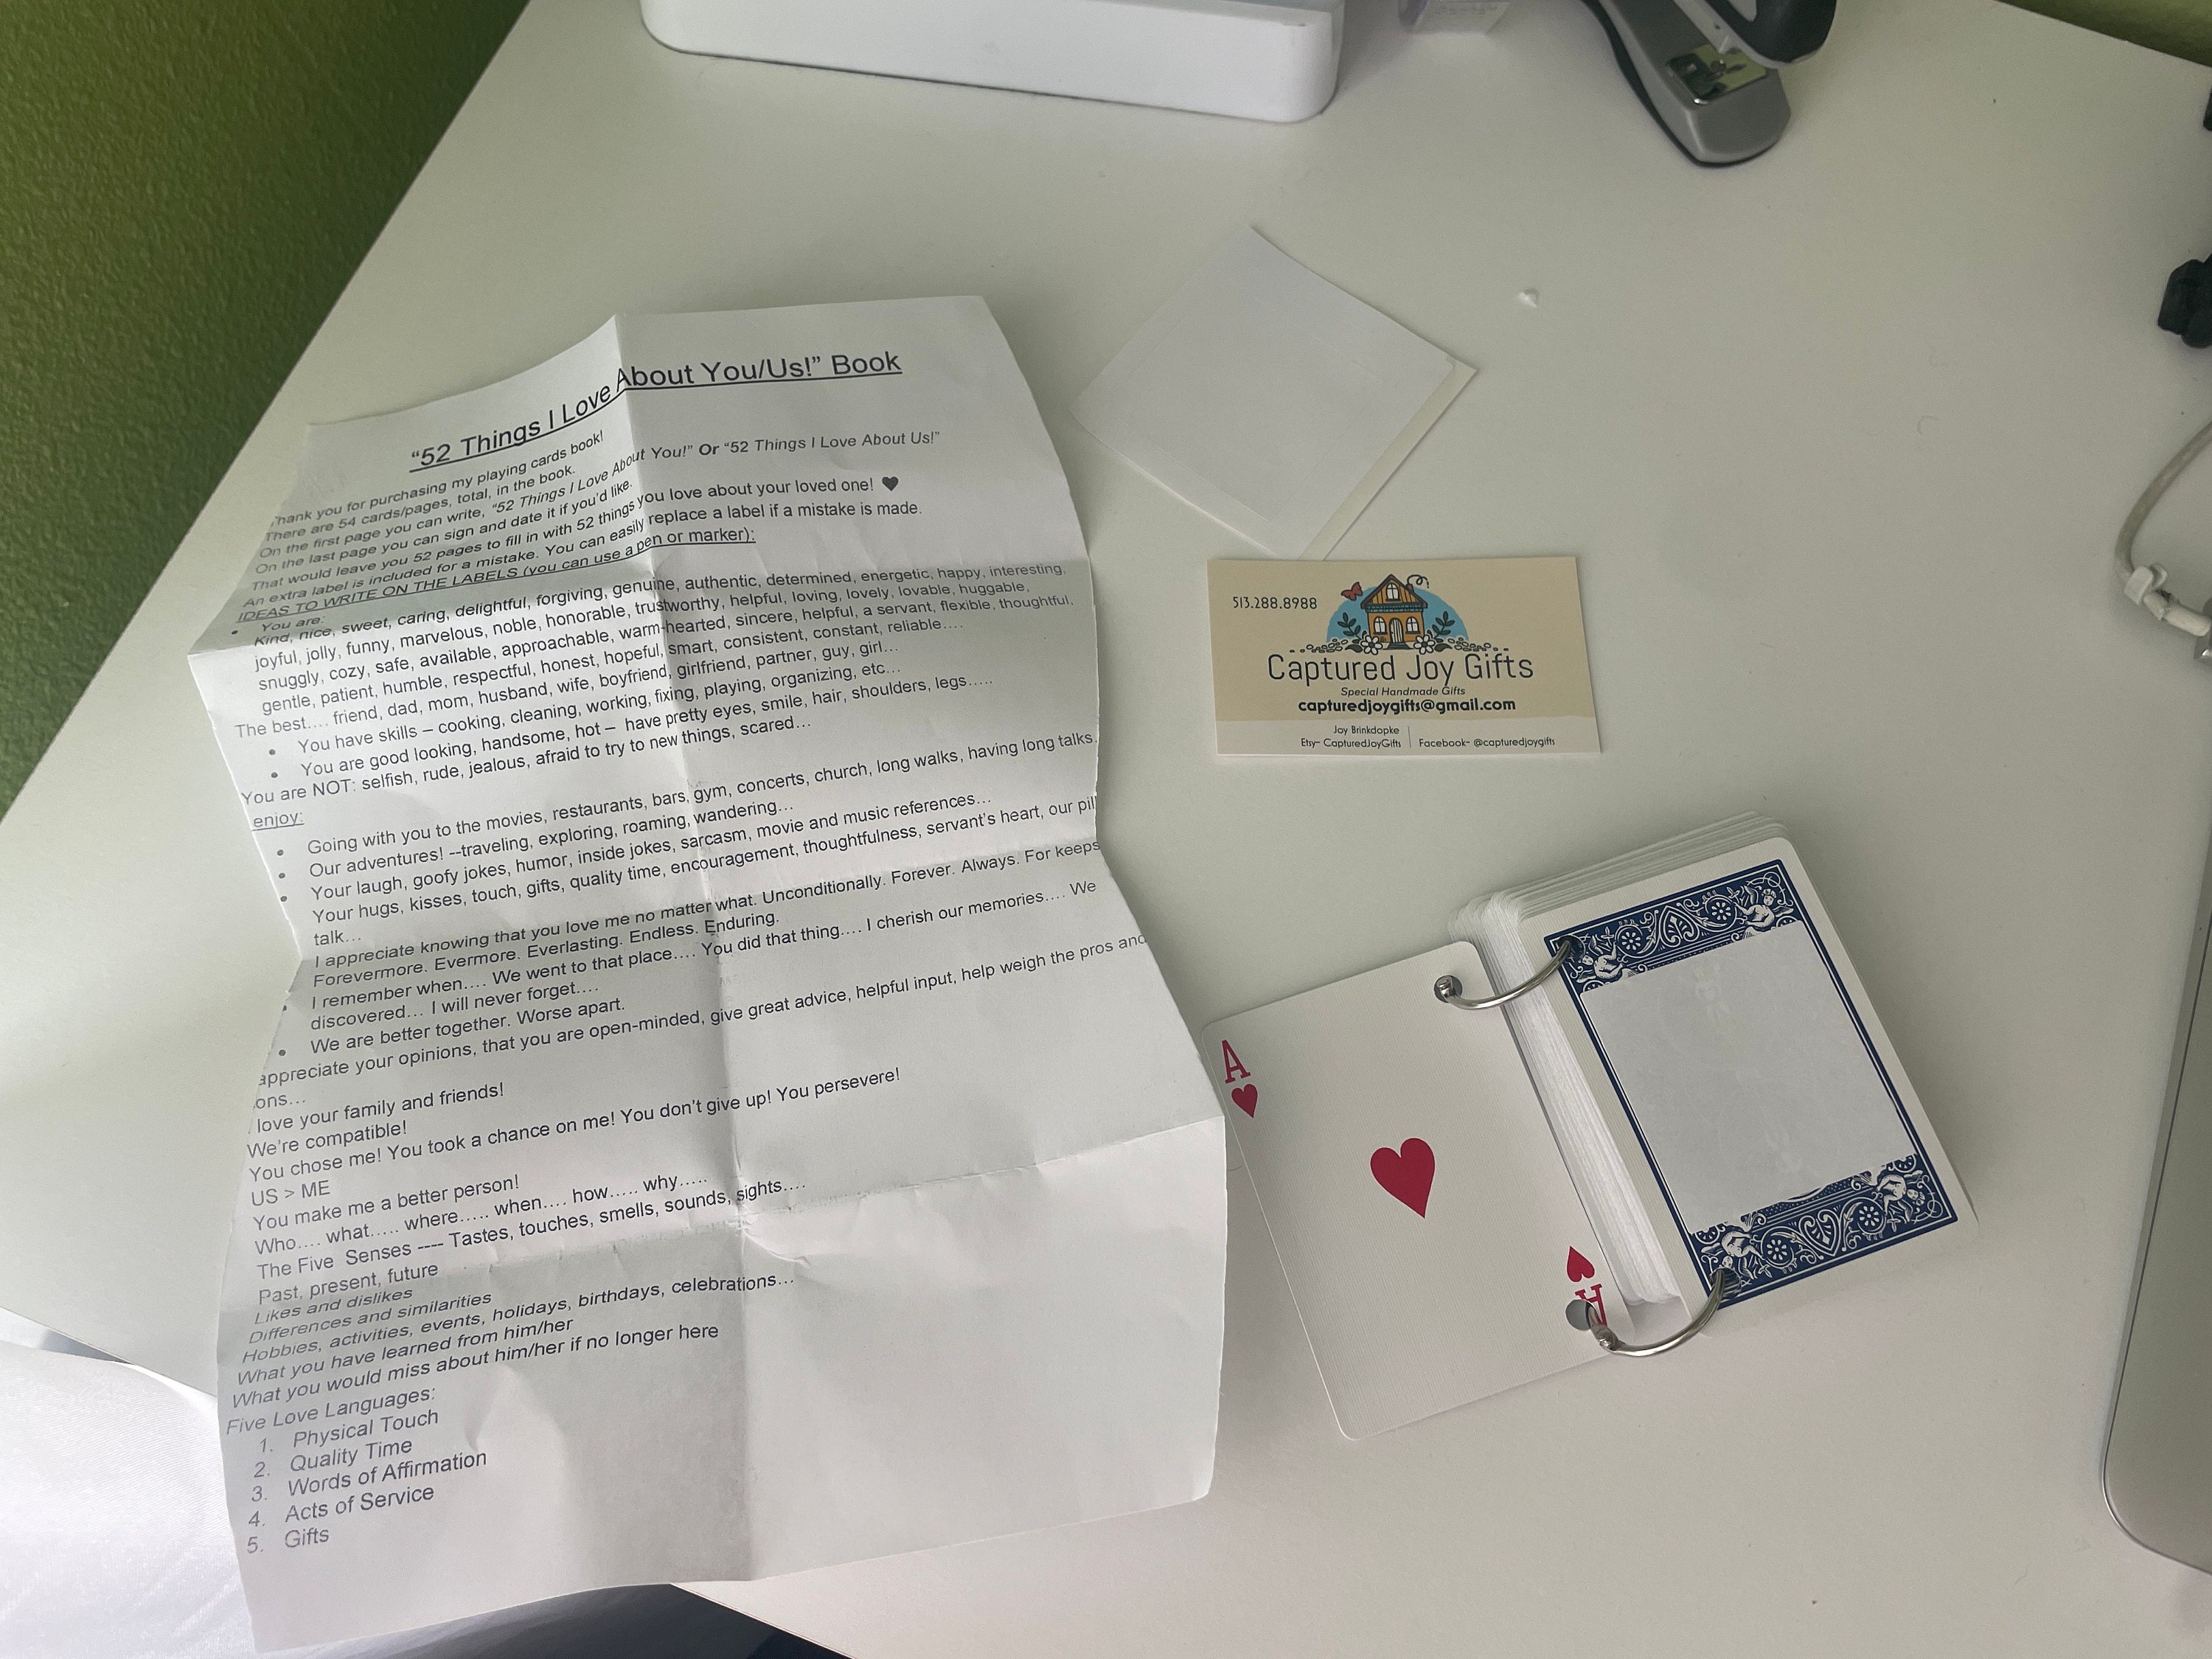 "52 Things I Love About You/Us!" Book
Thank you for purchasing my playing cards book!
There are 54 cards/pages, total, in the book.
On the first page you can write, "52 Things I Love About You!" Or "52 Things I Love About Us!"
On the last page you can sign and date it if you'd like.
That would leave you 52 pages to fill in with 52 things you love about your loved one! ♥
An extra label is included for a mistake. You can easily replace a label if a mistake is made.
IDEAS TO WRITE ON THE LABELS (you can use a pen or marker):
• You are:
Kind, nice, sweet, caring, delightful, forgiving, genuine, authentic, determined, energetic, happy, interesting,
joyful, jolly, funny, marvelous, noble, honorable, trustworthy, helpful, loving, lovely, lovable, huggable,
snuggly, cozy, safe, available, approachable, warm-hearted, sincere, helpful, a servant, flexible, thoughtful,
gentle, patient, humble, respectful, honest, hopeful, smart, consistent, constant, reliable….
The best…. friend, dad, mom, husband, wife, boyfriend, girlfriend, partner, guy, girl…
• You have skills – cooking, cleaning, working, fixing, playing, organizing, etc…
• You are good looking, handsome, hot – have pretty eyes, smile, hair, shoulders, legs…..
You are NOT: selfish, rude, jealous, afraid to try to new things, scared…
enjoy:
• Going with you to the movies, restaurants, bars, gym, concerts, church, long walks, having long talks
• Our adventures! --traveling, exploring, roaming, wandering…
• Your laugh, goofy jokes, humor, inside jokes, sarcasm, movie and music references…
Your hugs, kisses, touch, gifts, quality time, encouragement, thoughtfulness, servant's heart, our pil
talk…
I appreciate knowing that you love me no matter what. Unconditionally. Forever. Always. For keeps
Forevermore. Evermore. Everlasting. Endless. Enduring.
• I remember when…. We went to that place…. You did that thing…. I cherish our memories…. We
discovered… I will never forget….
• We are better together. Worse apart.
appreciate your opinions, that you are open-minded, give great advice, helpful input, help weigh the pros and
ons…
love your family and friends!
We're compatible!
You chose me! You took a chance on me! You don't give up! You persevere!
US > ME
You make me a better person!
Who…. what….. where….. when…. how….. why…..
The Five Senses ---- Tastes, touches, smells, sounds, sights….
Past, present, future
Likes and dislikes
Differences and similarities
Hobbies, activities, events, holidays, birthdays, celebrations…
What you have learned from him/her
What you would miss about him/her if no longer here
Five Love Languages:
1. Physical Touch
2. Quality Time
3. Words of Affirmation
4. Acts of Service
5. Gifts
513.288.8988
Captured Joy Gifts
Special Handmade Gifts
capturedjoygifts@gmail.com
Joy Brinkdopke
Etsy- CapturedJoyGifts
Facebook- @capturedjoygifts
A
A